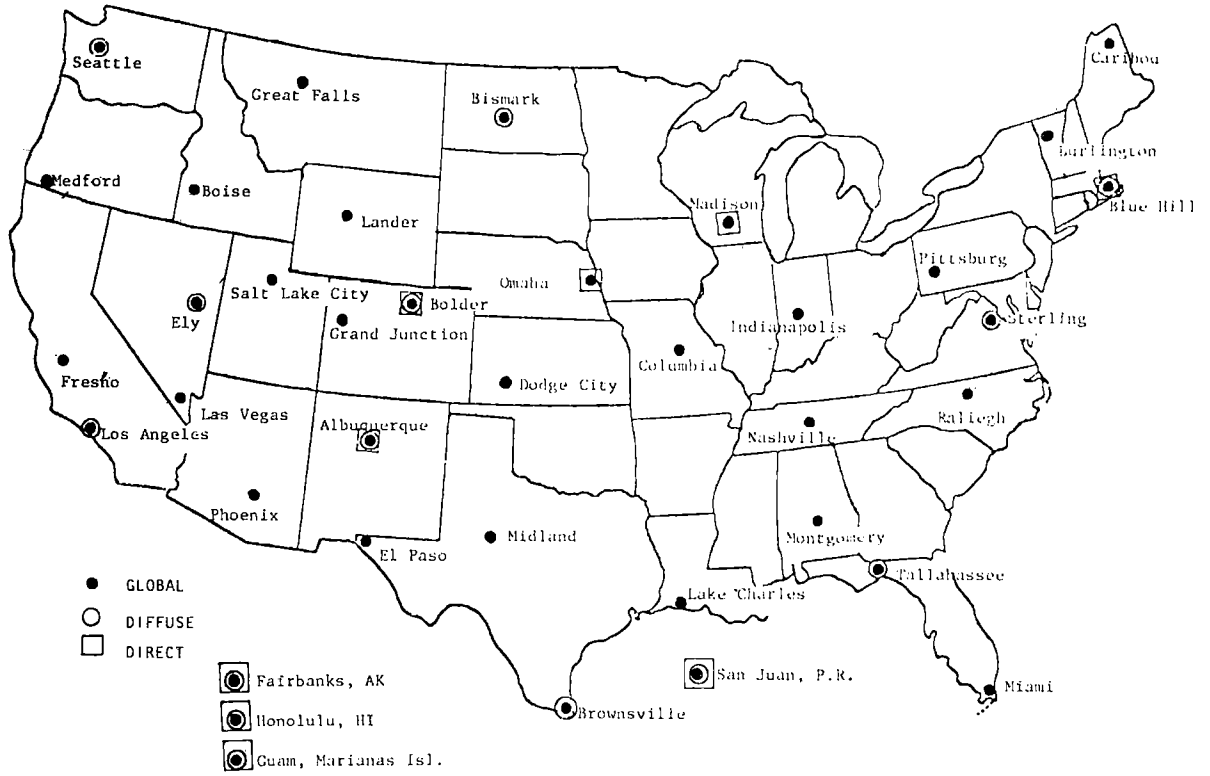 Seattle
Caribou
Great Falls
Bismark
Burlington
Medford
Boise
Madison
Blue Hill
Lander
Pittsburg
Omaha
Salt Lake City
Bolder
Ely
Grand Junction
Indianapolis
Sterling
Columbia
Fresno
Dodge City
Las Vegas
Raliegh
Los Angeles
Albuquerque
Nashville
Phoenix
Midland
Montgomery
El Paso
Tallahassee
GLOBAL
Lake Charles
DIFFUSE
DIRECT
Fairbanks, AK
San Juan, P.R.
Miami
Honolulu, HI
Brownsville
Guam, Marianas Isl.